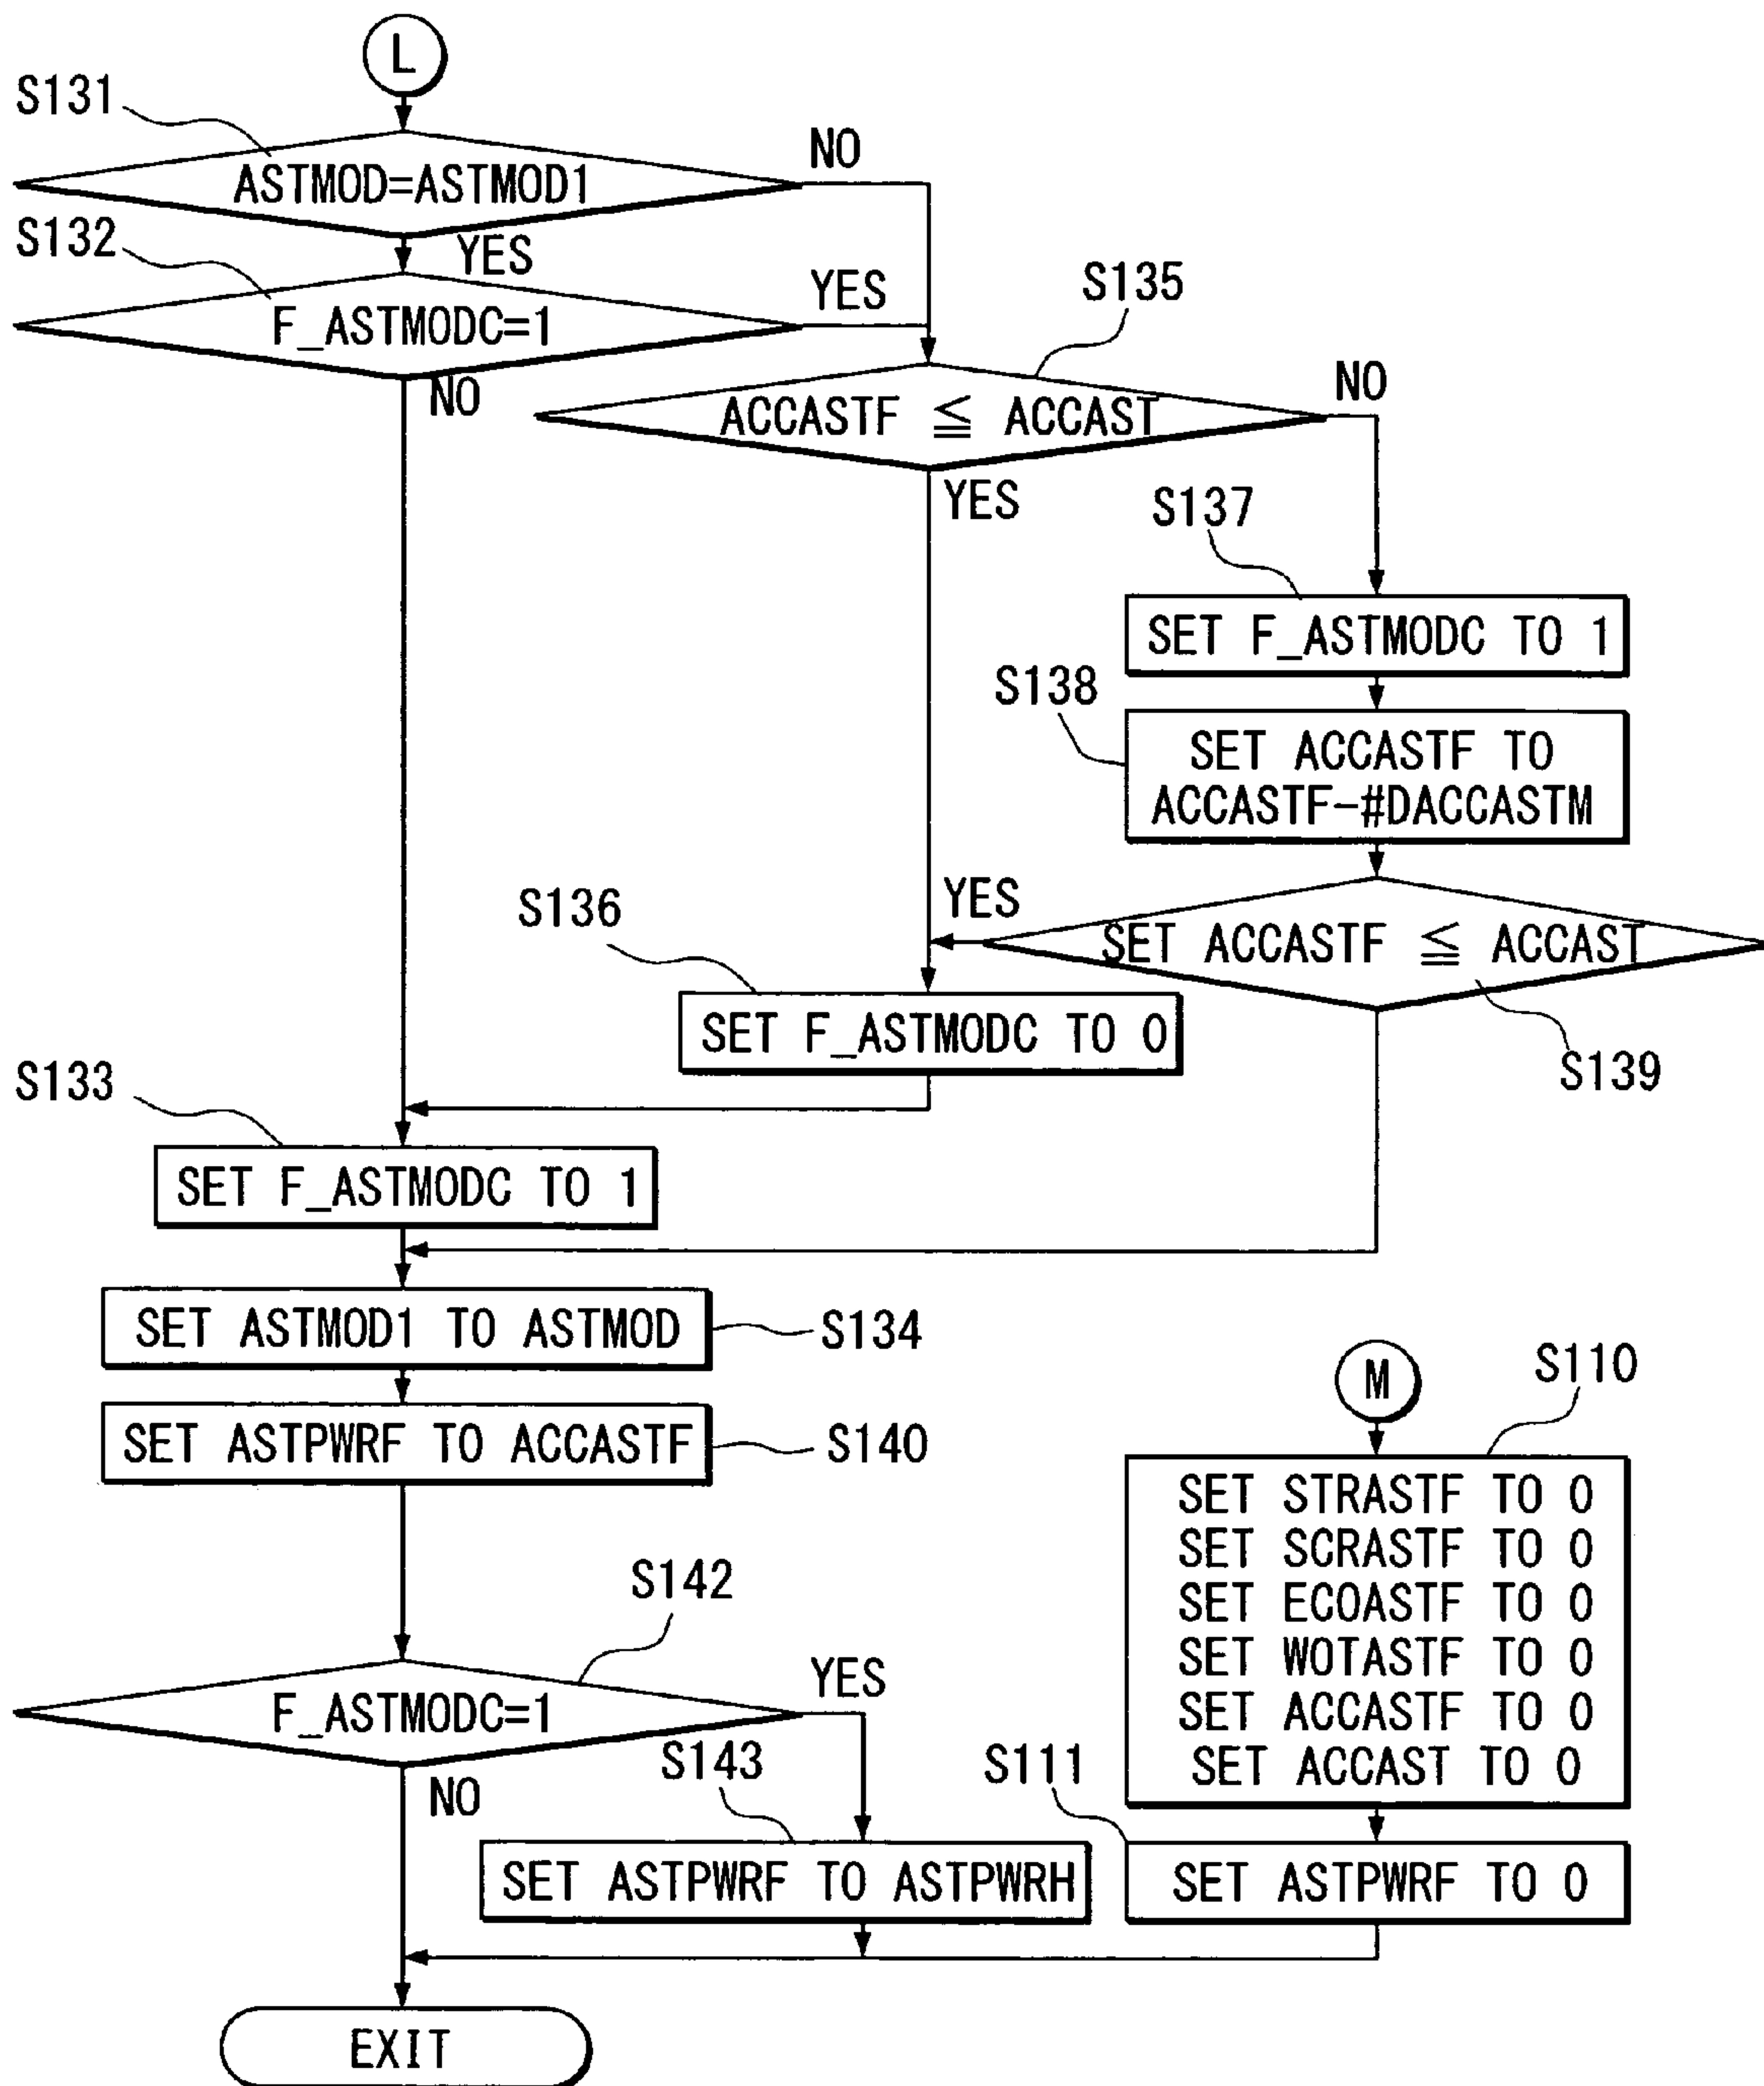 L
S131
NO
ASTMOD=ASTMOD1
S132
YES
YES
F_ASTMODC=1
NO
S135
NO
ACCASTF ≦ ACCAST
YES
S137
SET F_ASTMODC TO 1
S138
SET ACCASTF TO
ACCASTF-#DACCASTM
YES
SET ACCASTF ≦ ACCAST
S139
S136
SET F_ASTMODC TO 0
S133
SET F_ASTMODC TO 1
SET ASTMOD1 TO ASTMOD
S134
SET ASTPWRF TO ACCASTF
S140
S142
YES
F_ASTMODC=1
NO
S143
SET ASTPWRF TO ASTPWRH
M
S110
SET STRASTF TO 0
SET SCRASTF TO 0
SET ECOASTF TO 0
SET WOTASTF TO 0
SET ACCASTF TO 0
SET ACCAST TO 0
S111
SET ASTPWRF TO 0
EXIT